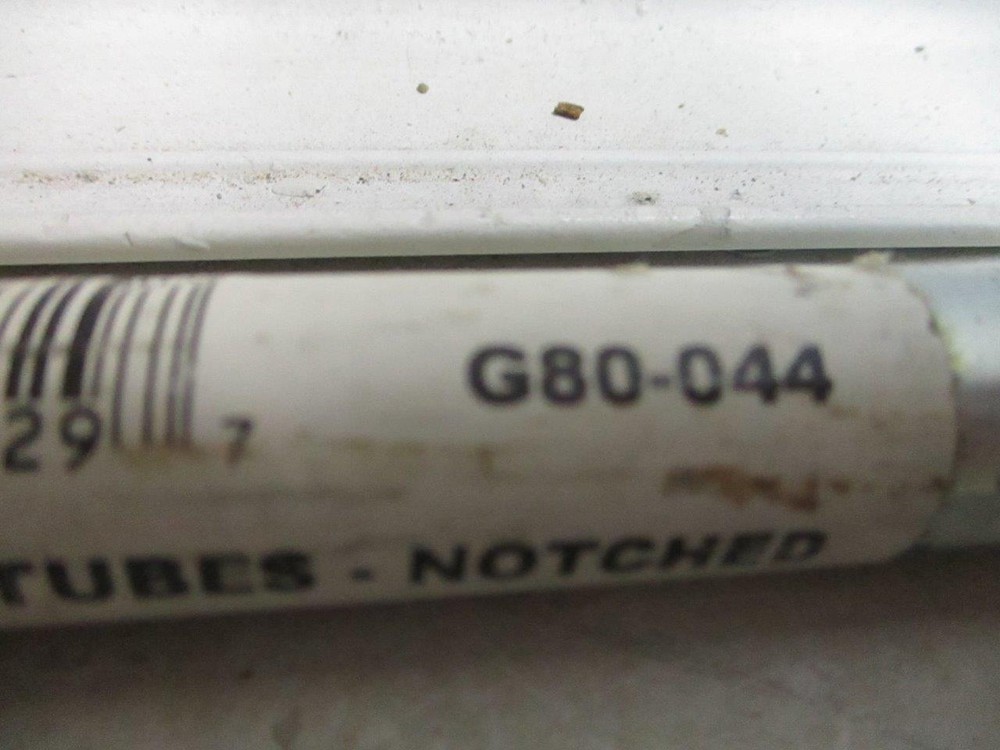 G80-044
29 7
TUBES - NOTCHED